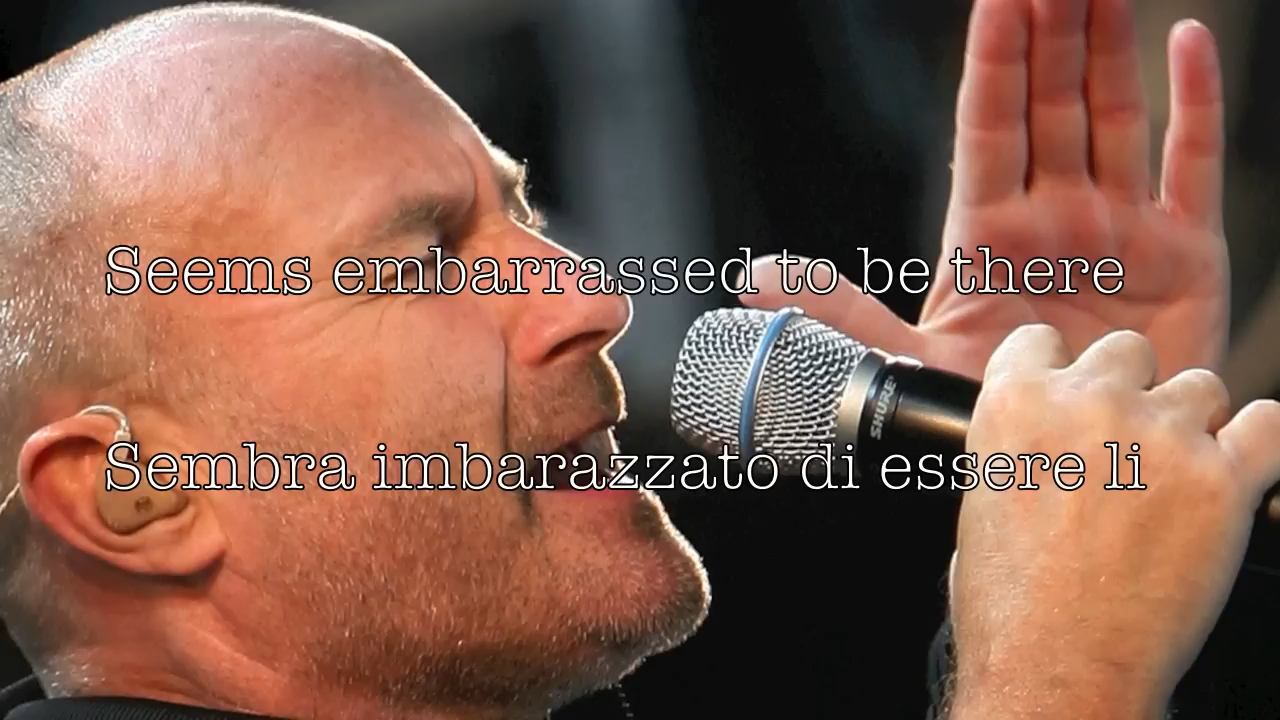 Seems embarrassed to be there
SHURE
Sembra imbarazzato di essere li